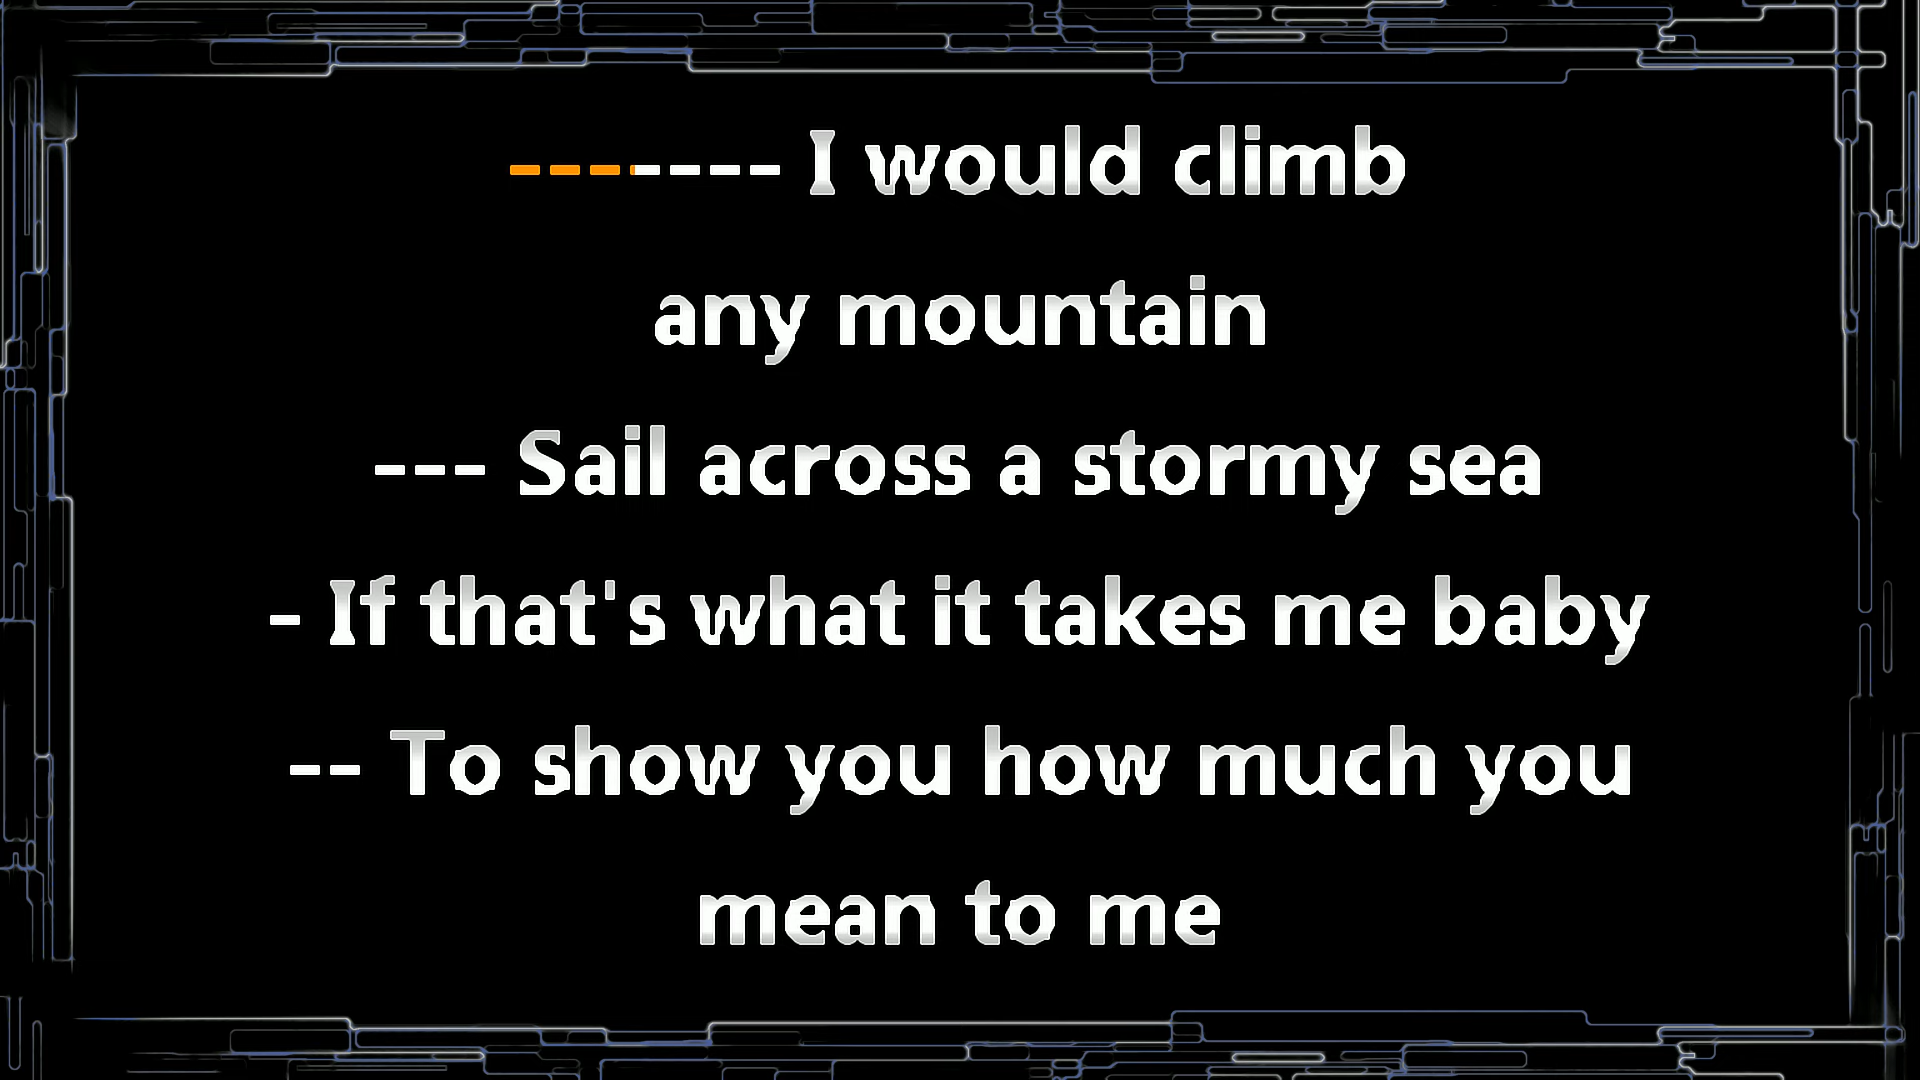 ------- I would climb
any mountain
--- Sail across a stormy sea
- If that's what it takes me baby
-- To show you how much you
mean to me